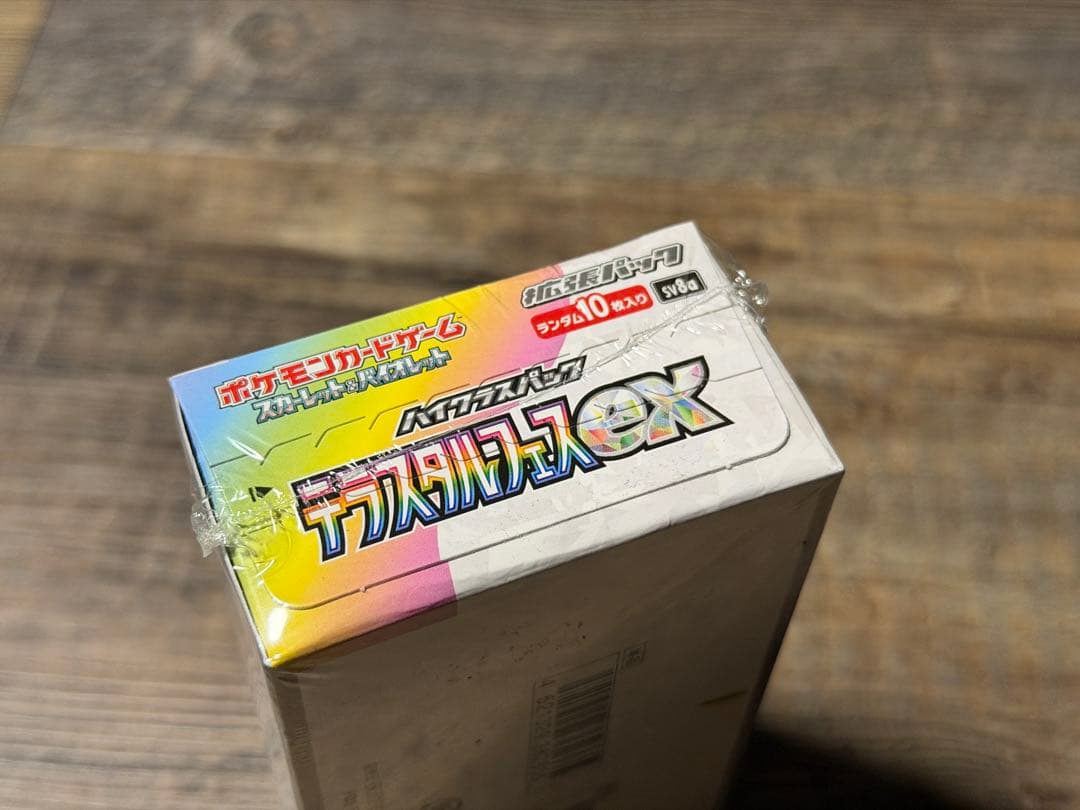 ポケモンカードゲーム
スカーレット&バイオレット
拡張パック
ランダム10枚入り
sv8a
ハイクラスパック
テラスタルフェスex